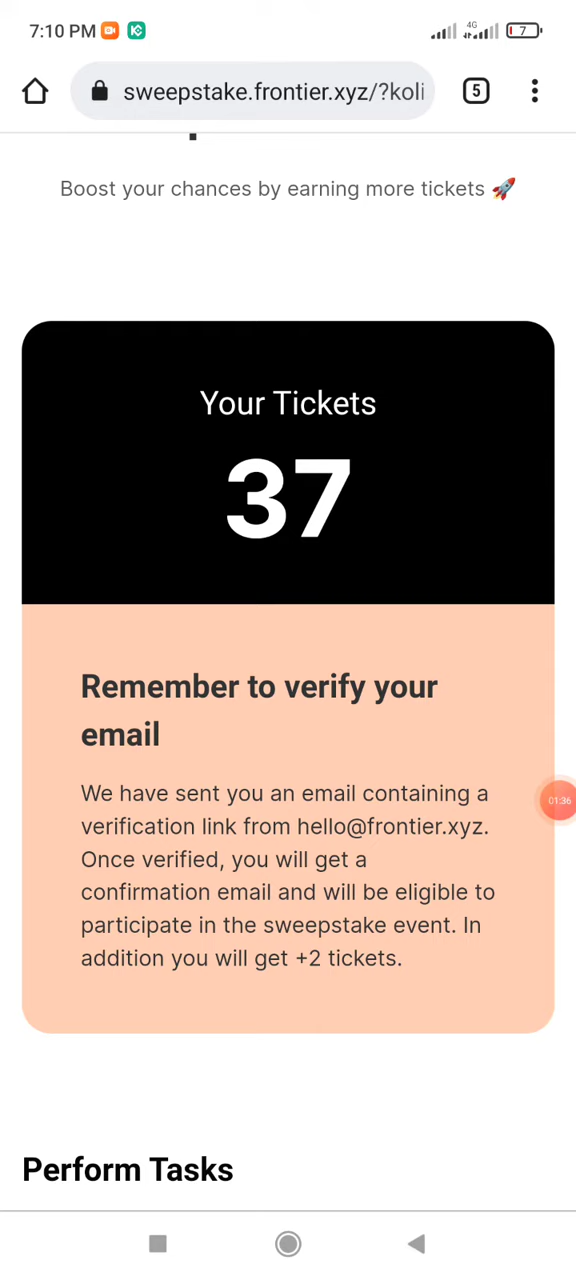 7:10 PM
4G
7
sweepstake.frontier.xyz/?koli
5
Boost your chances by earning more tickets 🚀
Your Tickets
37
Remember to verify your
email
We have sent you an email containing a
verification link from hello@frontier.xyz.
Once verified, you will get a
confirmation email and will be eligible to
participate in the sweepstake event. In
addition you will get +2 tickets.
01:36
Perform Tasks